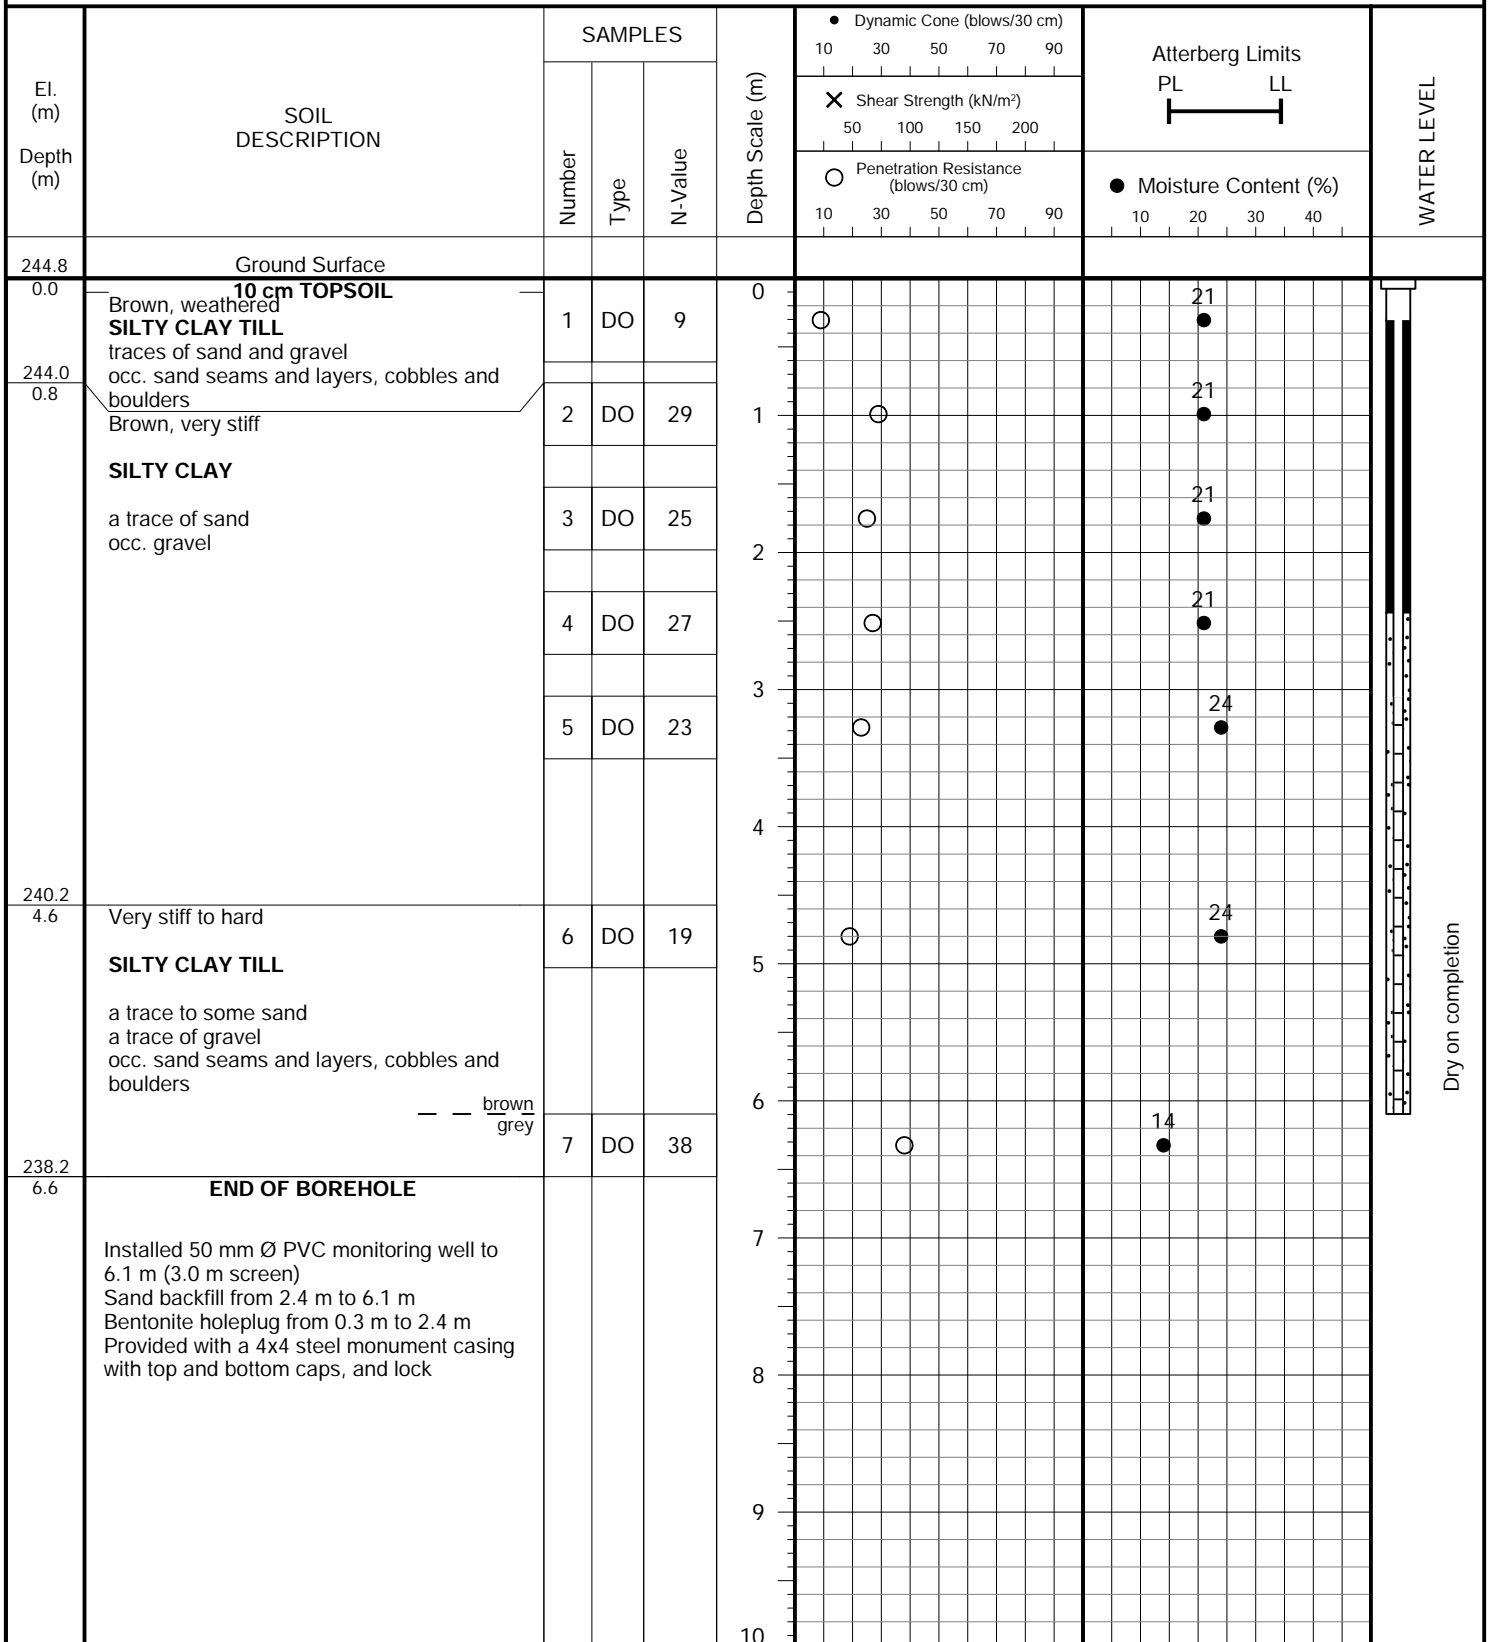 El.
(m)
Depth
(m)
SOIL
DESCRIPTION
SAMPLES
Number
Type
N-Value
Depth Scale (m)
Dynamic Cone (blows/30 cm)
10 30 50 70 90
Shear Strength (kN/m²)
50 100 150 200
Penetration Resistance
(blows/30 cm)
10 30 50 70 90
Atterberg Limits
PL LL
Moisture Content (%)
10 20 30 40
WATER LEVEL
244.8 Ground Surface
0.0 10 cm TOPSOIL 0
Brown, weathered 21
SILTY CLAY TILL 1 DO 9
traces of sand and gravel
244.0 occ. sand seams and layers, cobbles and
0.8 boulders 21
Brown, very stiff 2 DO 29 1
SILTY CLAY
21
a trace of sand 3 DO 25
occ. gravel
2
21
4 DO 27
3
24
5 DO 23
4
240.2
4.6 Very stiff to hard 24
6 DO 19
SILTY CLAY TILL 5
a trace to some sand
a trace of gravel
occ. sand seams and layers, cobbles and
boulders
Dry on completion
brown 6
grey 14
7 DO 38
238.2
6.6 END OF BOREHOLE
7
Installed 50 mm Ø PVC monitoring well to
6.1 m (3.0 m screen)
Sand backfill from 2.4 m to 6.1 m
Bentonite holeplug from 0.3 m to 2.4 m
Provided with a 4x4 steel monument casing
with top and bottom caps, and lock
8
9
10